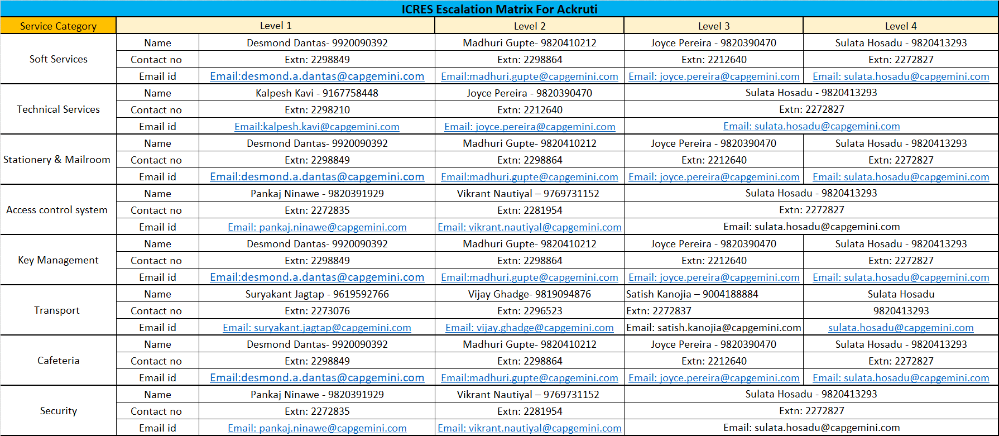 ICRES Escalation Matrix For Ackruti
Service Category Level 1 Level 2 Level 3 Level 4
Name Desmond Dantas- 9920090392 Madhuri Gupte- 9820410212 Joyce Pereira - 9820390470 Sulata Hosadu - 9820413293
Soft Services Contact no Extn: 2298849 Extn: 2298864 Extn: 2212640 Extn: 2272827
Email id Email:desmond.a.dantas@capgemini.com Email:madhuri.gupte@capgemini.com Email: joyce.pereira@capgemini.com Email: sulata.hosadu@capgemini.com
Name Kalpesh Kavi - 9167758448 Joyce Pereira - 9820390470 Sulata Hosadu - 9820413293
Technical Services Contact no Extn: 2298210 Extn: 2212640 Extn: 2272827
Email id Email:kalpesh.kavi@capgemini.com Email: joyce.pereira@capgemini.com Email: sulata.hosadu@capgemini.com
Name Desmond Dantas- 9920090392 Madhuri Gupte- 9820410212 Joyce Pereira - 9820390470 Sulata Hosadu - 9820413293
Stationery & Mailroom Contact no Extn: 2298849 Extn: 2298864 Extn: 2212640 Extn: 2272827
Email id Email:desmond.a.dantas@capgemini.com Email:madhuri.gupte@capgemini.com Email: joyce.pereira@capgemini.com Email: sulata.hosadu@capgemini.com
Name Pankaj Ninawe - 9820391929 Vikrant Nautiyal – 9769731152 Sulata Hosadu - 9820413293
Access control system Contact no Extn: 2272835 Extn: 2281954 Extn: 2272827
Email id Email: pankaj.ninawe@capgemini.com Email: vikrant.nautiyal@capgemini.com Email: sulata.hosadu@capgemini.com
Name Desmond Dantas- 9920090392 Madhuri Gupte- 9820410212 Joyce Pereira - 9820390470 Sulata Hosadu - 9820413293
Key Management Contact no Extn: 2298849 Extn: 2298864 Extn: 2212640 Extn: 2272827
Email id Email:desmond.a.dantas@capgemini.com Email:madhuri.gupte@capgemini.com Email: joyce.pereira@capgemini.com Email: sulata.hosadu@capgemini.com
Name Suryakant Jagtap - 9619592766 Vijay Ghadge- 9819094876 Satish Kanojia – 9004188884 Sulata Hosadu
Transport Contact no Extn: 2273076 Extn: 2296523 Extn: 2272837 9820413293
Email id Email: suryakant.jagtap@capgemini.com Email: vijay.ghadge@capgemini.com Email: satish.kanojia@capgemini.com sulata.hosadu@capgemini.com
Name Desmond Dantas- 9920090392 Madhuri Gupte- 9820410212 Joyce Pereira - 9820390470 Sulata Hosadu - 9820413293
Cafeteria Contact no Extn: 2298849 Extn: 2298864 Extn: 2212640 Extn: 2272827
Email id Email:desmond.a.dantas@capgemini.com Email:madhuri.gupte@capgemini.com Email: joyce.pereira@capgemini.com Email: sulata.hosadu@capgemini.com
Name Pankaj Ninawe - 9820391929 Vikrant Nautiyal – 9769731152 Sulata Hosadu - 9820413293
Security Contact no Extn: 2272835 Extn: 2281954 Extn: 2272827
Email id Email: pankaj.ninawe@capgemini.com Email: vikrant.nautiyal@capgemini.com Email: sulata.hosadu@capgemini.com